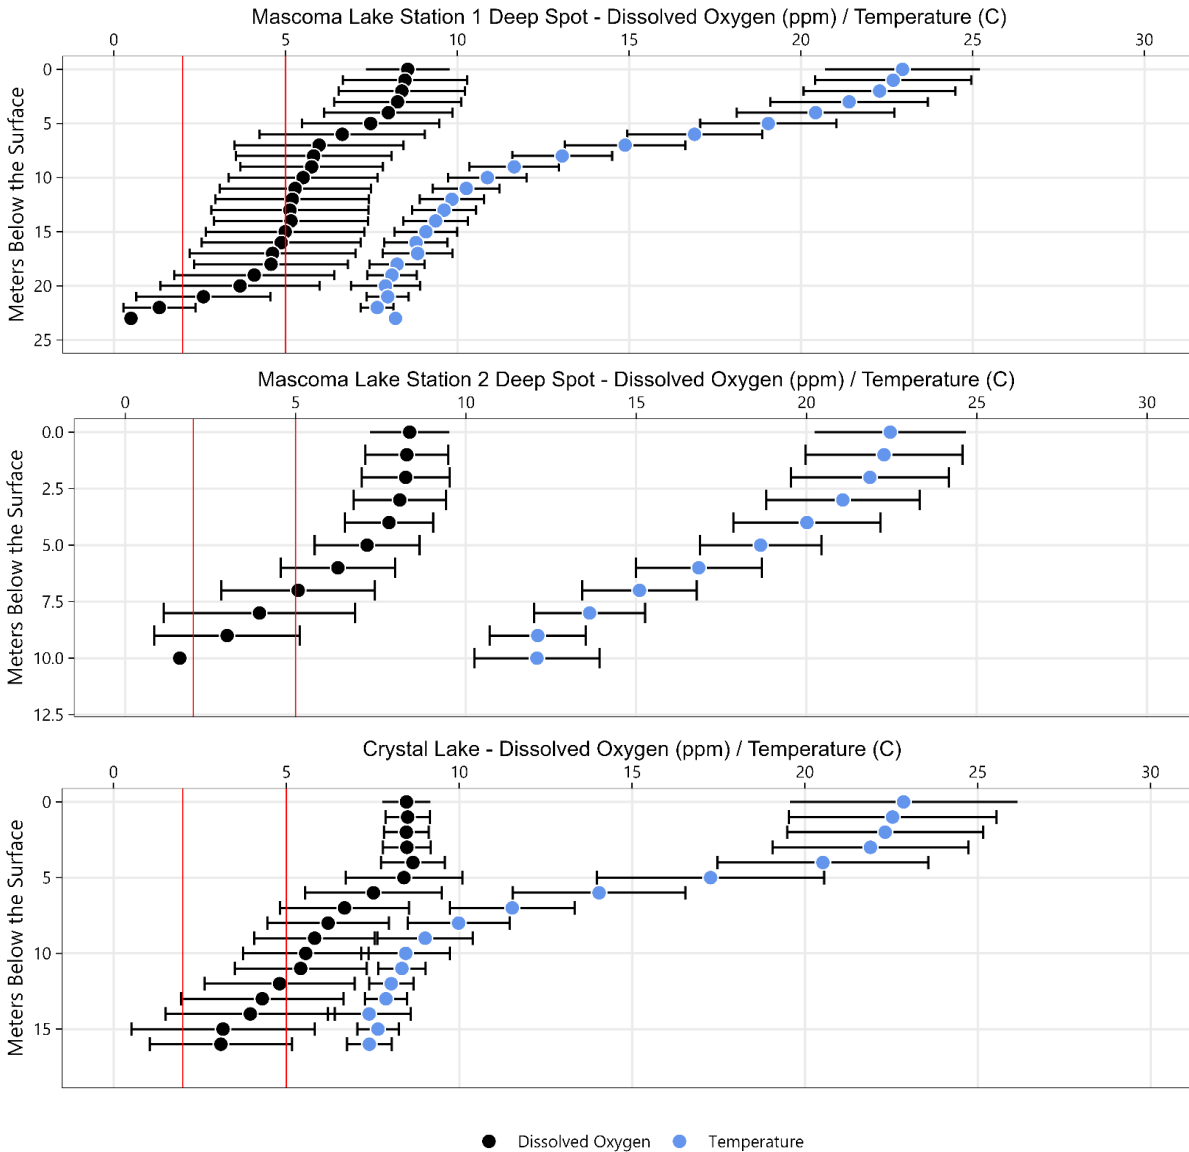 Mascoma Lake Station 1 Deep Spot - Dissolved Oxygen (ppm) / Temperature (C)
0 5 10 15 20 25 30
Meters Below the Surface
0
5
10
15
20
25
Mascoma Lake Station 2 Deep Spot - Dissolved Oxygen (ppm) / Temperature (C)
0 5 10 15 20 25 30
Meters Below the Surface
0.0
2.5
5.0
7.5
10.0
12.5
Crystal Lake - Dissolved Oxygen (ppm) / Temperature (C)
0 5 10 15 20 25 30
Meters Below the Surface
0
5
10
15
Dissolved Oxygen Temperature